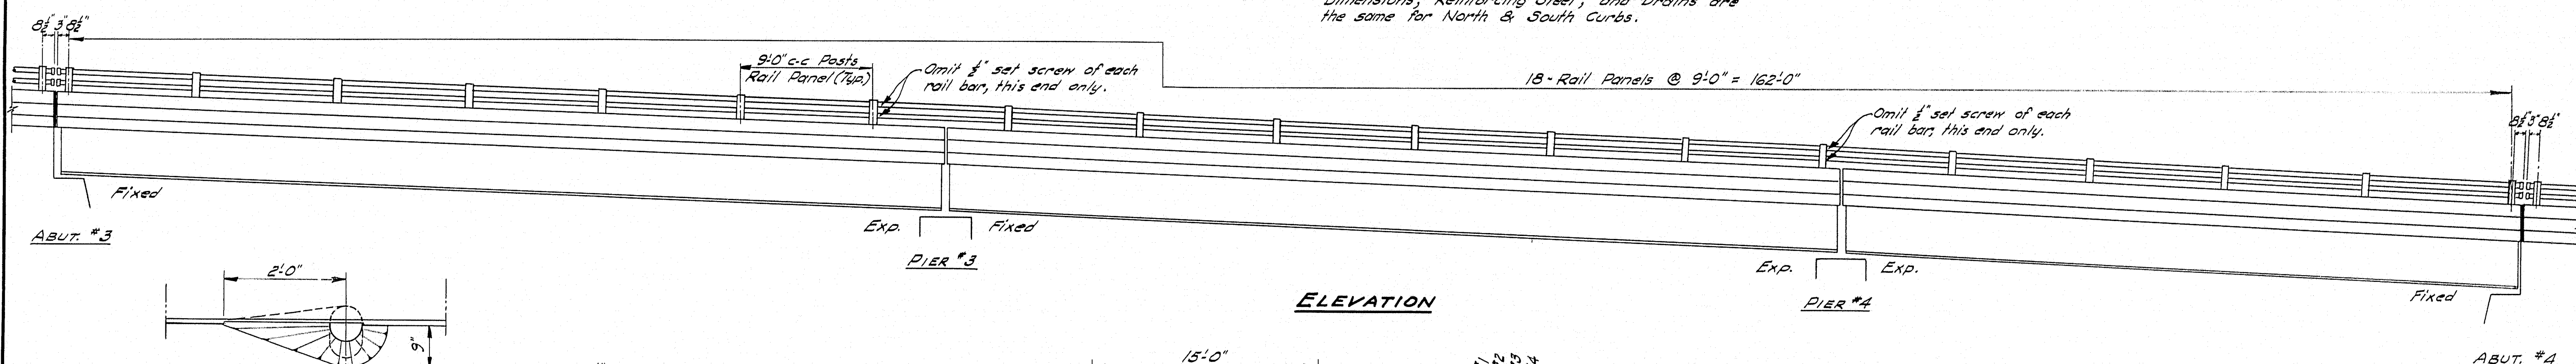 Dimensions, Reinforcing Steel, and Drains are
the same for North & South Curbs.
8½" 3" 8½"
9'-0" c-c Posts
Rail Panel (Typ.)
Omit ½" set screw of each
rail bar, this end only.
18 - Rail Panels @ 9'-0" = 162'-0"
Omit ½" set screw of each
rail bar, this end only.
8½" 3" 8½"
Fixed
ABUT. #3
Exp. Fixed
PIER #3
Exp. Exp.
PIER #4
Fixed
ABUT. #4
ELEVATION
2'-0"
9"
15'-0"
2
3
4